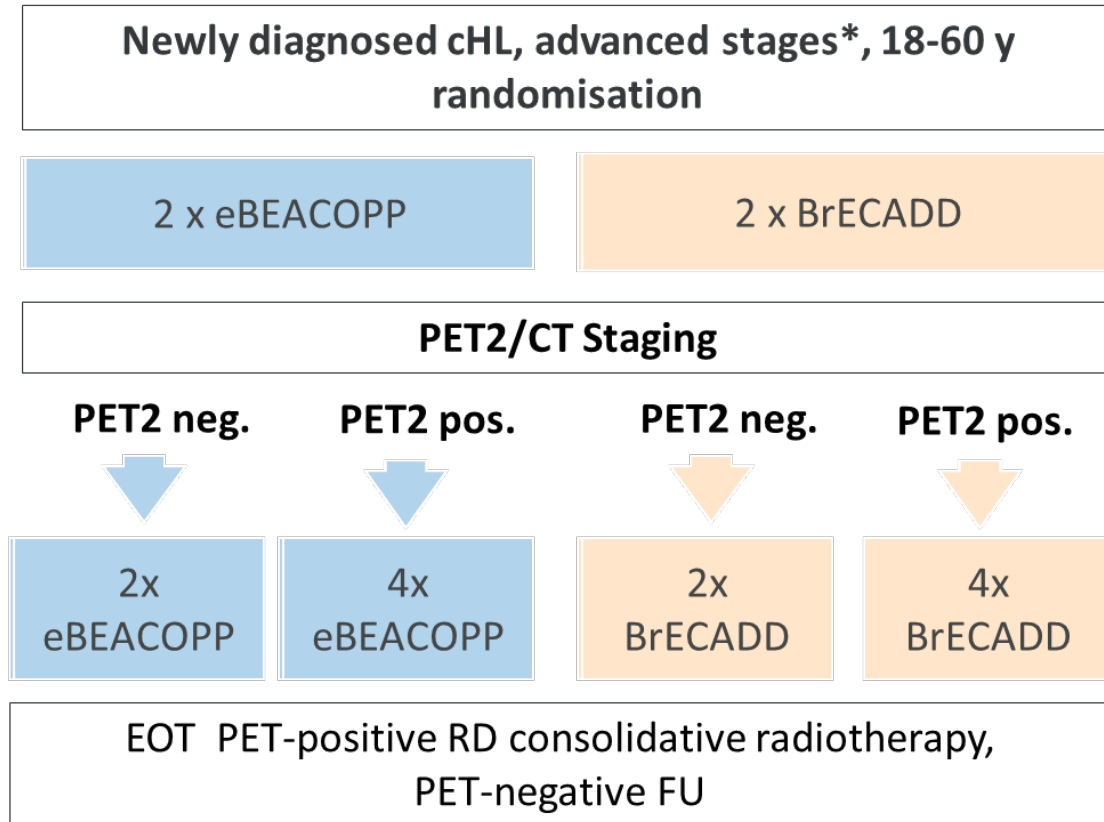 Newly diagnosed cHL, advanced stages*, 18-60 y
randomisation
2 x eBEACOPP
2 x BrECADD
PET2/CT Staging
PET2 neg.
PET2 pos.
PET2 neg.
PET2 pos.
2x
eBEACOPP
4x
eBEACOPP
2x
BrECADD
4x
BrECADD
EOT PET-positive RD consolidative radiotherapy,
PET-negative FU